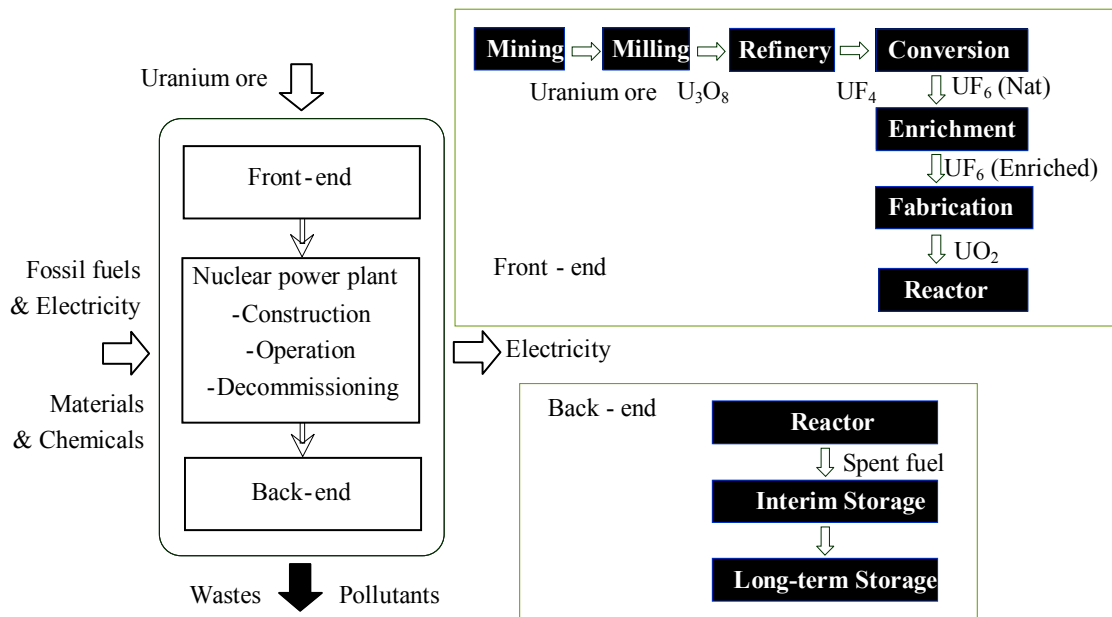 Uranium ore
Front-end
Nuclear power plant
-Construction
-Operation
-Decommissioning
Back-end
Fossil fuels
& Electricity
Materials
& Chemicals
Electricity
Wastes
Pollutants
Mining
Milling
Refinery
Conversion
Uranium ore
U₃O₈
UF₄
UF₆ (Nat)
Enrichment
UF₆ (Enriched)
Fabrication
UO₂
Reactor
Front - end
Back - end
Reactor
Spent fuel
Interim Storage
Long-term Storage